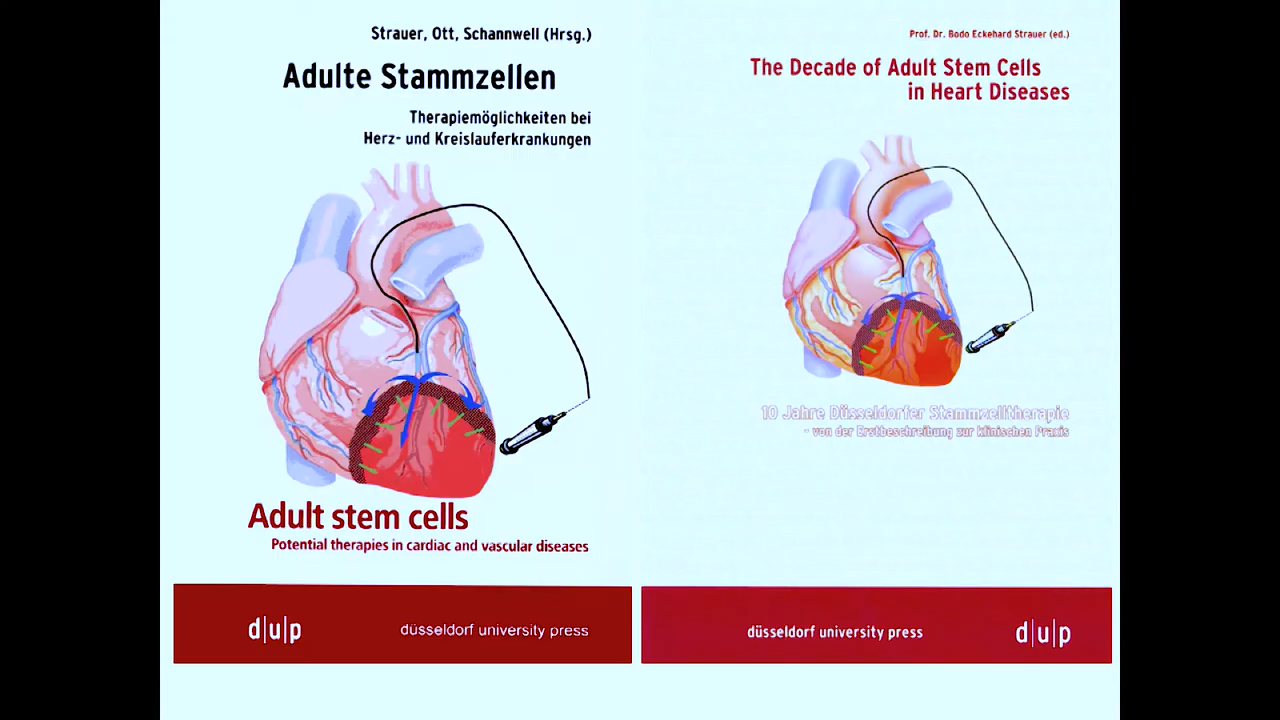 Strauer, Ott, Schannwell (Hrsg.)
Adulte Stammzellen
Therapiemöglichkeiten bei
Herz- und Kreislauferkrankungen
Adult stem cells
Potential therapies in cardiac and vascular diseases
d|u|p
düsseldorf university press
Prof. Dr. Bodo Eckehard Strauer (ed.)
The Decade of Adult Stem Cells
in Heart Diseases
10 Jahre Düsseldorfer Stammzelltherapie
- von der Erstbeschreibung zur klinischen Praxis
düsseldorf university press
d|u|p